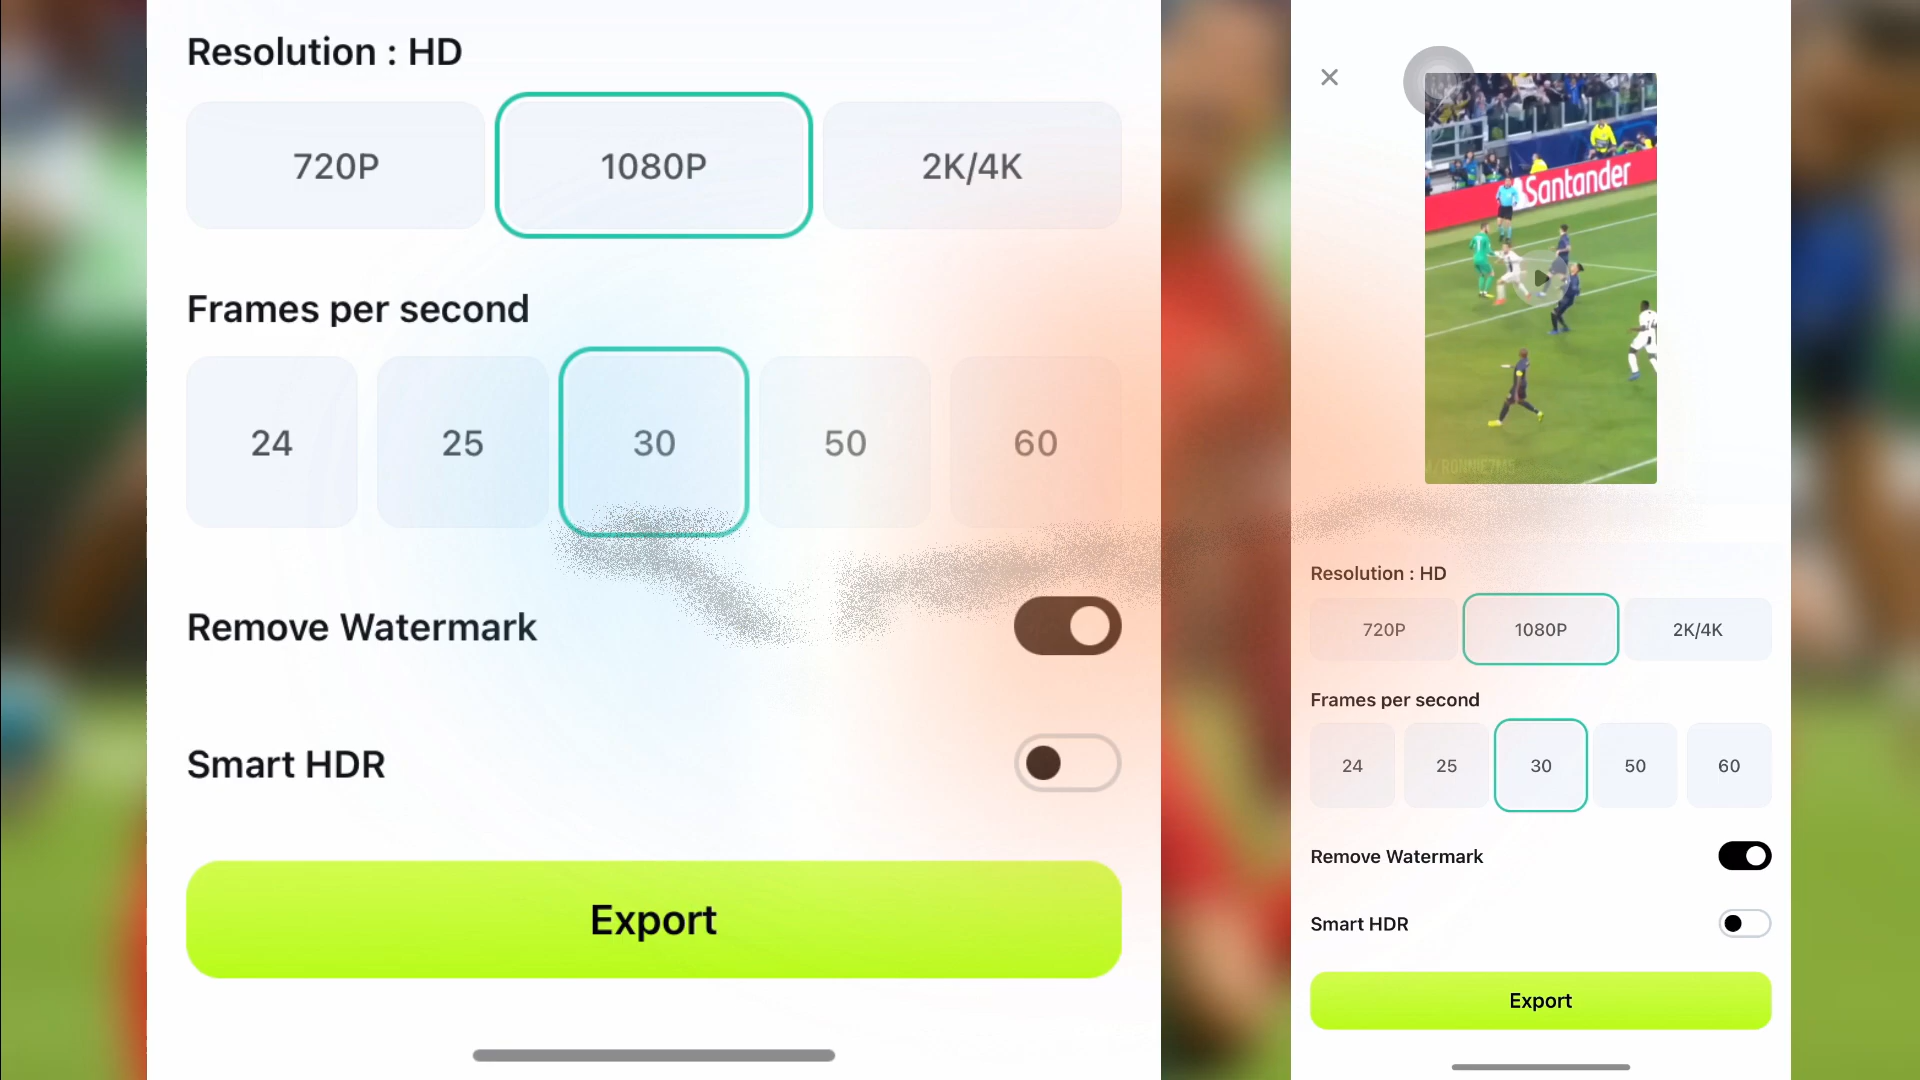 Resolution : HD
720P 1080P 2K/4K
Frames per second
24 25 30 50 60
Remove Watermark
Smart HDR
Export
Santander
/RONNIE7M5
Resolution : HD
720P 1080P 2K/4K
Frames per second
24 25 30 50 60
Remove Watermark
Smart HDR
Export